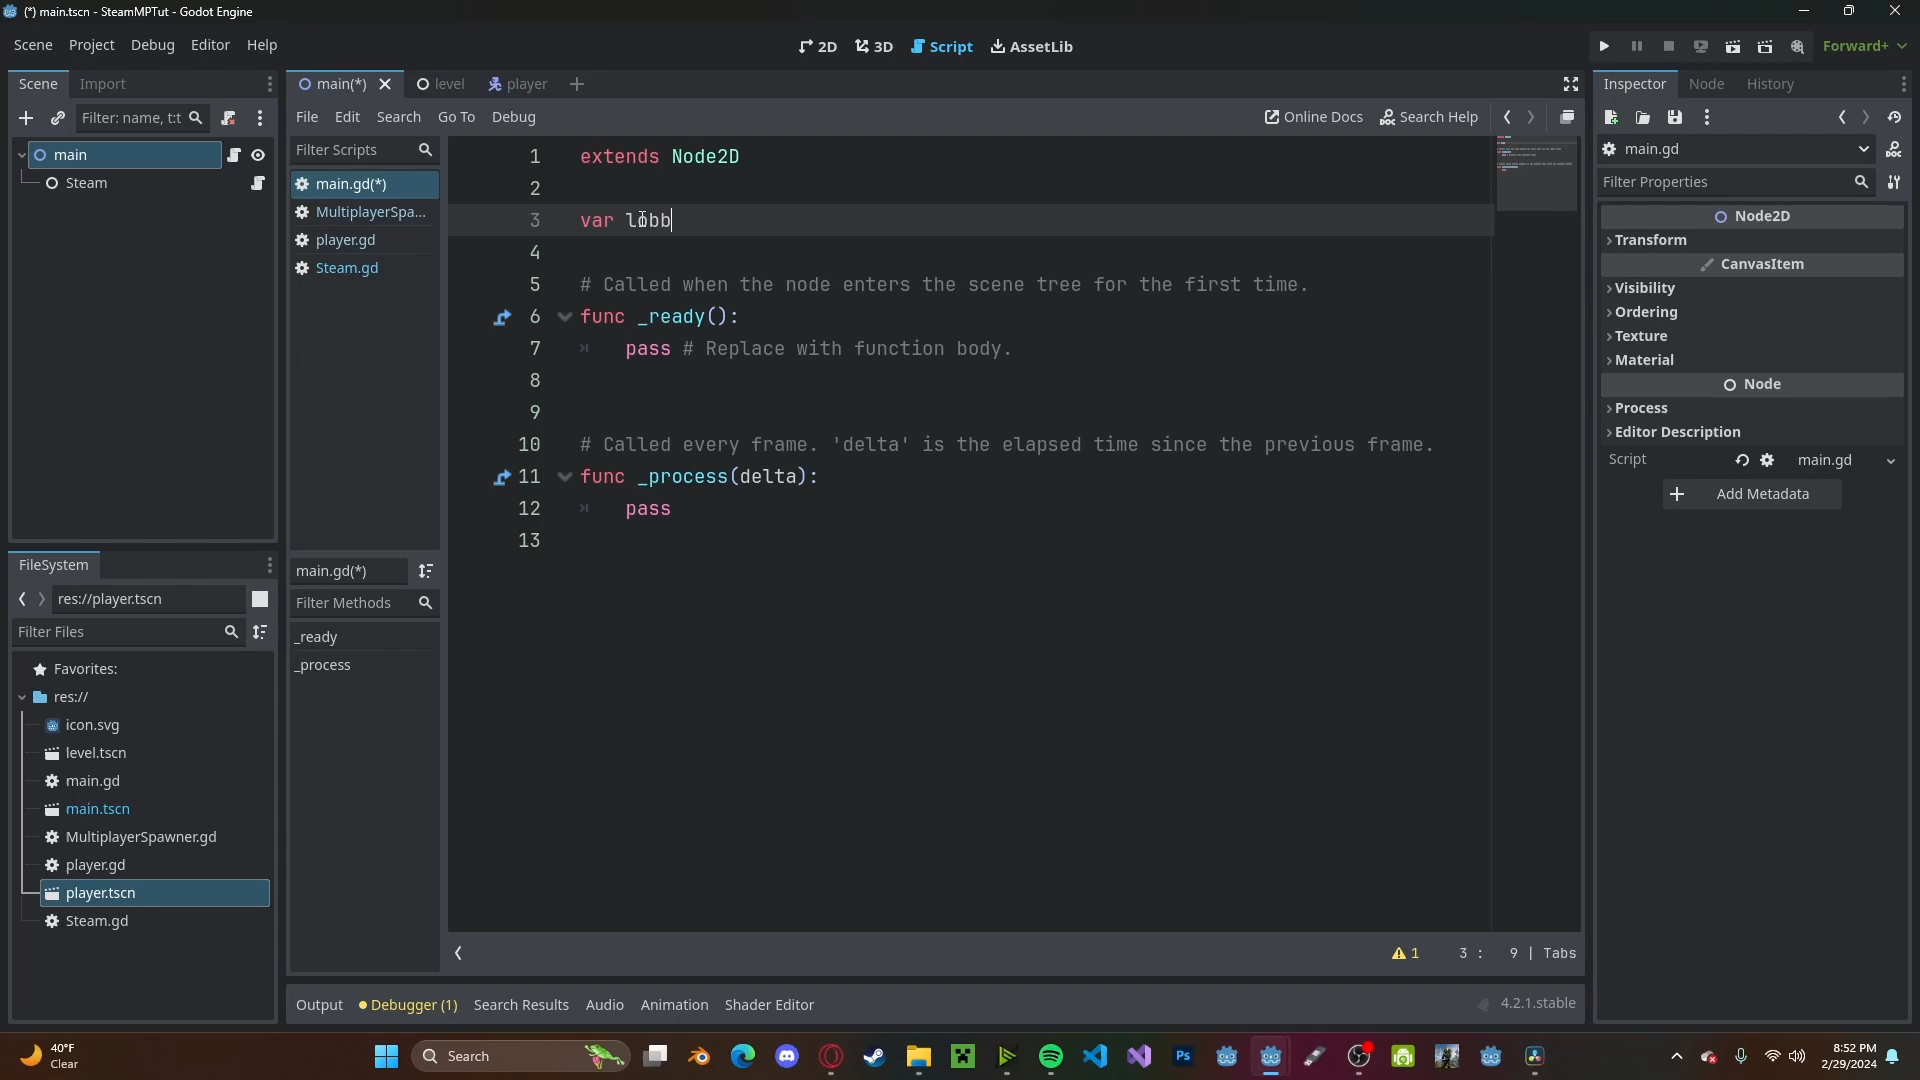 (*) main.tscn - SteamMPTut - Godot Engine
Scene Project Debug Editor Help
2D 3D Script AssetLib
Forward+
Scene Import
Filter: name, t:t
main
Steam
FileSystem
res://player.tscn
Filter Files
Favorites:
res://
icon.svg
level.tscn
main.gd
main.tscn
MultiplayerSpawner.gd
player.gd
player.tscn
Steam.gd
main(*) level player
File Edit Search Go To Debug
Online Docs Search Help
Filter Scripts
main.gd(*)
MultiplayerSpa...
player.gd
Steam.gd
main.gd(*)
Filter Methods
_ready
_process
1 extends Node2D
2
3 var lobb
4
5 # Called when the node enters the scene tree for the first time.
6 func _ready():
7 pass # Replace with function body.
8
9
10 # Called every frame. 'delta' is the elapsed time since the previous frame.
11 func _process(delta):
12 pass
13
1 3 : 9 | Tabs
Output Debugger (1) Search Results Audio Animation Shader Editor
4.2.1.stable
Inspector Node History
main.gd
Filter Properties
Node2D
Transform
CanvasItem
Visibility
Ordering
Texture
Material
Node
Process
Editor Description
Script main.gd
Add Metadata
40°F
Clear
Search
Ps
8:52 PM
2/29/2024